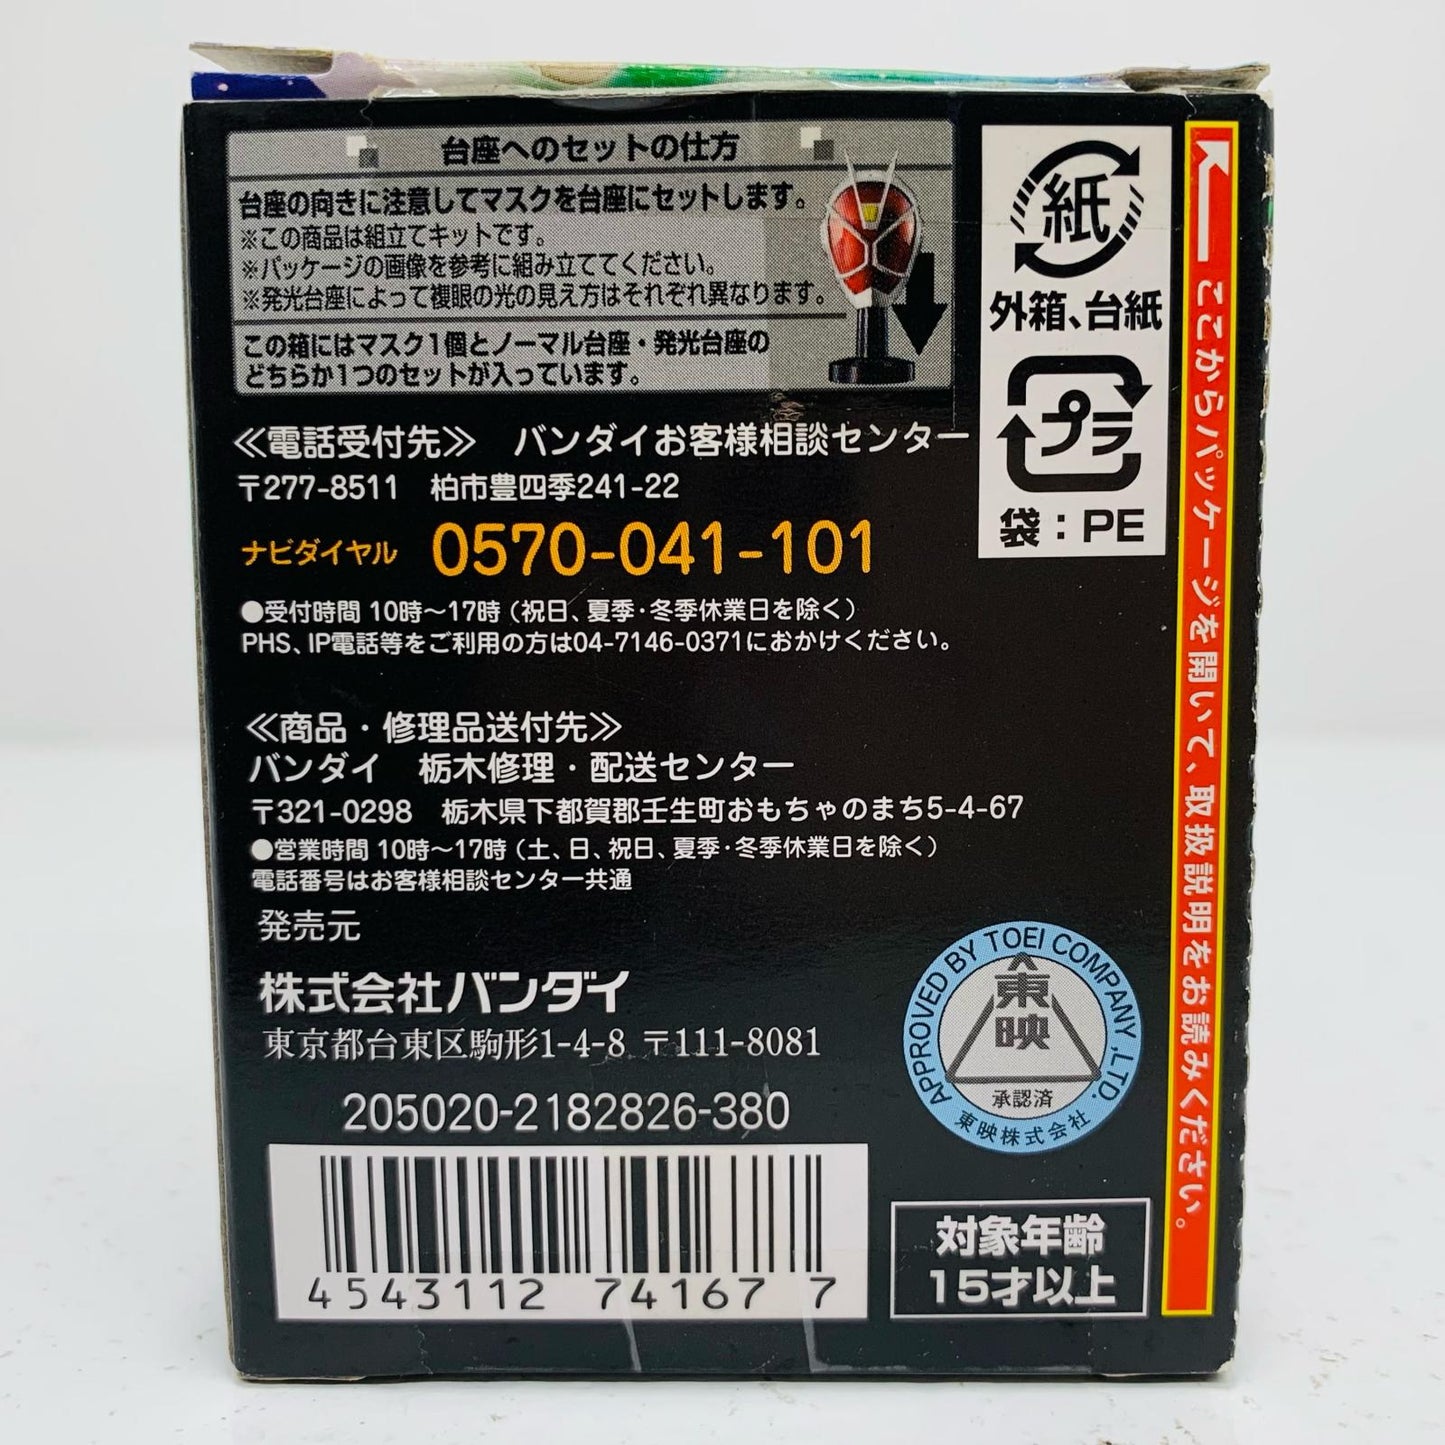 台座へのセットの仕方
台座の向きに注意してマスクを台座にセットします。
※この商品は組立てキットです。
※パッケージの画像を参考に組み立ててください。
※発光台座によって複眼の光の見え方はそれぞれ異なります。
この箱にはマスク1個とノーマル台座・発光台座の
どちらか1つのセットが入っています。
紙
外箱、台紙
プラ
袋：PE
≪電話受付先≫ バンダイお客様相談センター
〒277-8511 柏市豊四季241-22
ナビダイヤル 0570-041-101
●受付時間 10時～17時（祝日、夏季・冬季休業日を除く）
PHS、IP電話等をご利用の方は04-7146-0371におかけください。
≪商品・修理品送付先≫
バンダイ 栃木修理・配送センター
〒321-0298 栃木県下都賀郡壬生町おもちゃのまち5-4-67
●営業時間 10時～17時（土、日、祝日、夏季・冬季休業日を除く）
電話番号はお客様相談センター共通
発売元
株式会社バンダイ
東京都台東区駒形1-4-8 〒111-8081
205020-2182826-380
4543112 741677
APPROVED BY TOEI COMPANY, LTD.
東映
承認済
東映株式会社
対象年齢
15才以上
ここからパッケージを開いて、取扱説明をお読みください。